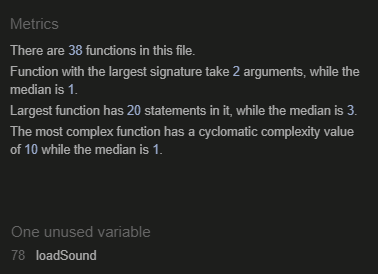 Metrics
There are 38 functions in this file.
Function with the largest signature take 2 arguments, while the
median is 1.
Largest function has 20 statements in it, while the median is 3.
The most complex function has a cyclomatic complexity value
of 10 while the median is 1.
One unused variable
78 loadSound